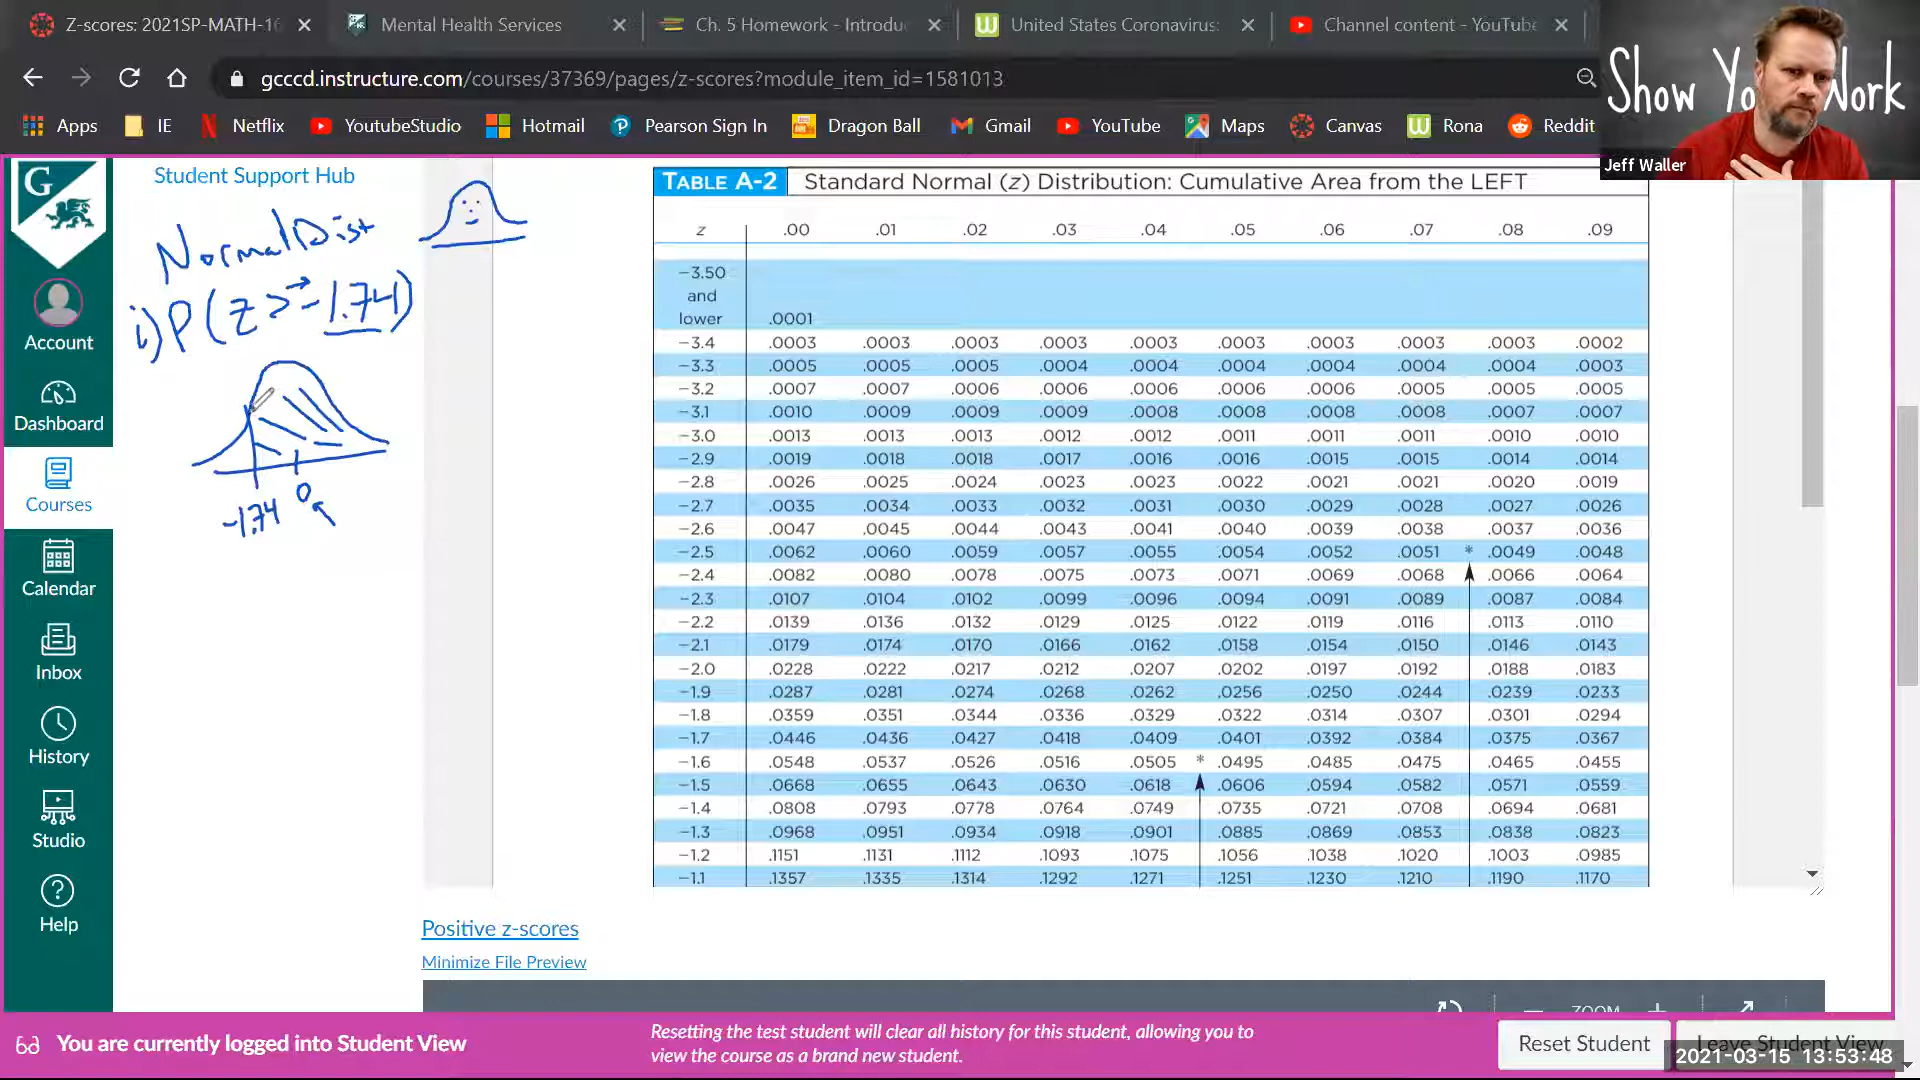 Z-scores: 2021SP-MATH-16
Mental Health Services
Ch. 5 Homework - Introdu
United States Coronavirus:
Channel content - YouTube
gcccd.instructure.com/courses/37369/pages/z-scores?module_item_id=1581013
Apps IE Netflix YoutubeStudio Hotmail Pearson Sign In Dragon Ball Gmail YouTube Maps Canvas Rona Reddit
Show Yo Work
Jeff Waller
G
Account
Dashboard
Courses
Calendar
Inbox
History
Studio
Help
Student Support Hub
Normal Dist
i) P(z > -1.74)
-1.74 0
TABLE A-2 Standard Normal (z) Distribution: Cumulative Area from the LEFT
z .00 .01 .02 .03 .04 .05 .06 .07 .08 .09
−3.50
and
lower .0001
−3.4 .0003 .0003 .0003 .0003 .0003 .0003 .0003 .0003 .0003 .0002
−3.3 .0005 .0005 .0005 .0004 .0004 .0004 .0004 .0004 .0004 .0003
−3.2 .0007 .0007 .0006 .0006 .0006 .0006 .0006 .0005 .0005 .0005
−3.1 .0010 .0009 .0009 .0009 .0008 .0008 .0008 .0008 .0007 .0007
−3.0 .0013 .0013 .0013 .0012 .0012 .0011 .0011 .0011 .0010 .0010
−2.9 .0019 .0018 .0018 .0017 .0016 .0016 .0015 .0015 .0014 .0014
−2.8 .0026 .0025 .0024 .0023 .0023 .0022 .0021 .0021 .0020 .0019
−2.7 .0035 .0034 .0033 .0032 .0031 .0030 .0029 .0028 .0027 .0026
−2.6 .0047 .0045 .0044 .0043 .0041 .0040 .0039 .0038 .0037 .0036
−2.5 .0062 .0060 .0059 .0057 .0055 .0054 .0052 .0051 * .0049 .0048
−2.4 .0082 .0080 .0078 .0075 .0073 .0071 .0069 .0068 .0066 .0064
−2.3 .0107 .0104 .0102 .0099 .0096 .0094 .0091 .0089 .0087 .0084
−2.2 .0139 .0136 .0132 .0129 .0125 .0122 .0119 .0116 .0113 .0110
−2.1 .0179 .0174 .0170 .0166 .0162 .0158 .0154 .0150 .0146 .0143
−2.0 .0228 .0222 .0217 .0212 .0207 .0202 .0197 .0192 .0188 .0183
−1.9 .0287 .0281 .0274 .0268 .0262 .0256 .0250 .0244 .0239 .0233
−1.8 .0359 .0351 .0344 .0336 .0329 .0322 .0314 .0307 .0301 .0294
−1.7 .0446 .0436 .0427 .0418 .0409 .0401 .0392 .0384 .0375 .0367
−1.6 .0548 .0537 .0526 .0516 .0505 * .0495 .0485 .0475 .0465 .0455
−1.5 .0668 .0655 .0643 .0630 .0618 .0606 .0594 .0582 .0571 .0559
−1.4 .0808 .0793 .0778 .0764 .0749 .0735 .0721 .0708 .0694 .0681
−1.3 .0968 .0951 .0934 .0918 .0901 .0885 .0869 .0853 .0838 .0823
−1.2 .1151 .1131 .1112 .1093 .1075 .1056 .1038 .1020 .1003 .0985
−1.1 .1357 .1335 .1314 .1292 .1271 .1251 .1230 .1210 .1190 .1170
Positive z-scores
Minimize File Preview
ZOOM
You are currently logged into Student View
Resetting the test student will clear all history for this student, allowing you to
view the course as a brand new student.
Reset Student
Leave Student View
2021-03-15 13:53:48